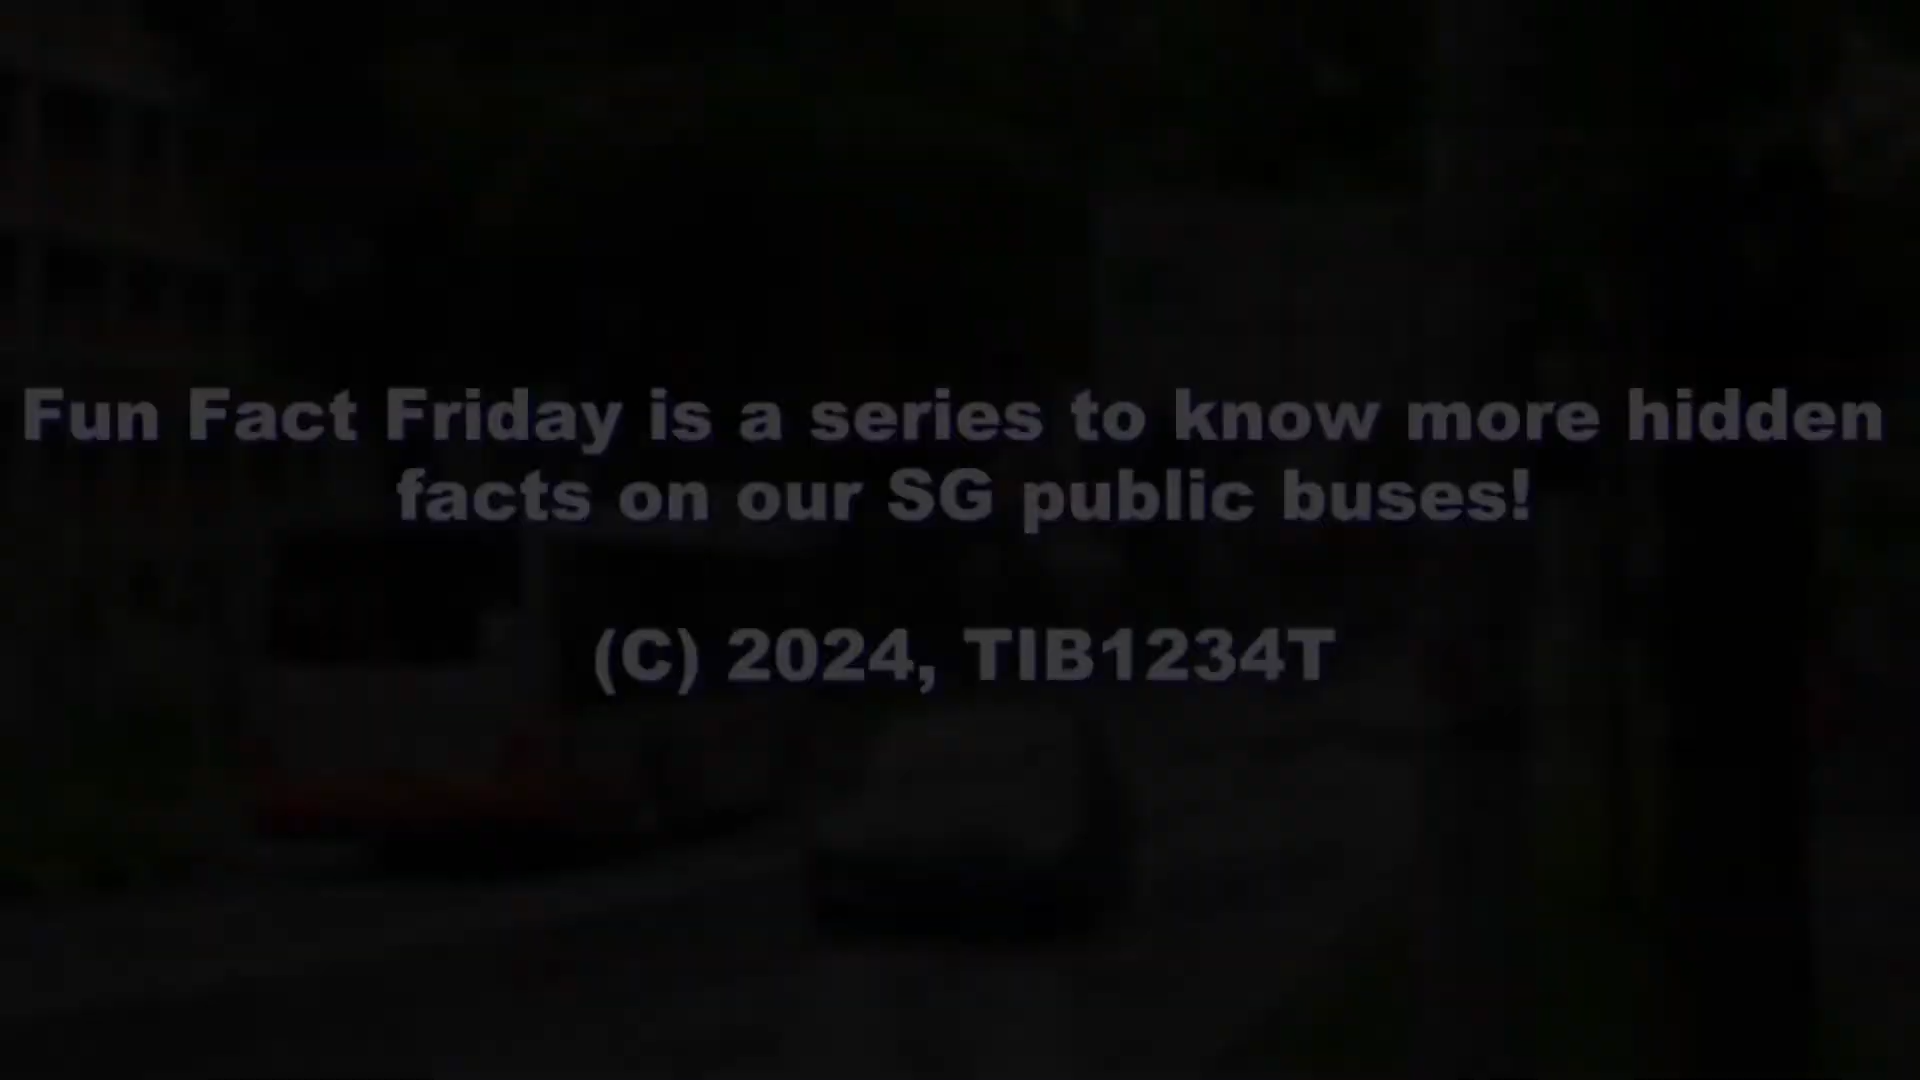 Fun Fact Friday is a series to know more hidden
facts on our SG public buses!
(C) 2024, TIB1234T